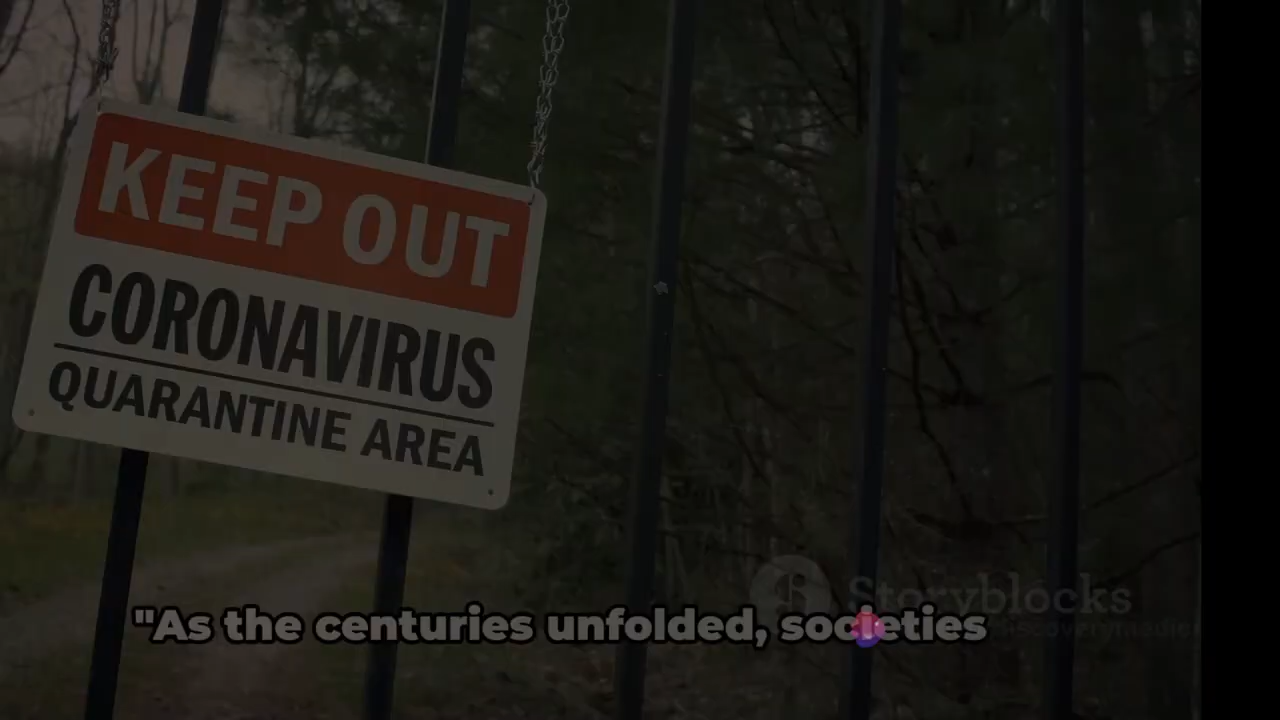 KEEP OUT
CORONAVIRUS
QUARANTINE AREA
Storyblocks
"As the centuries unfolded, societies